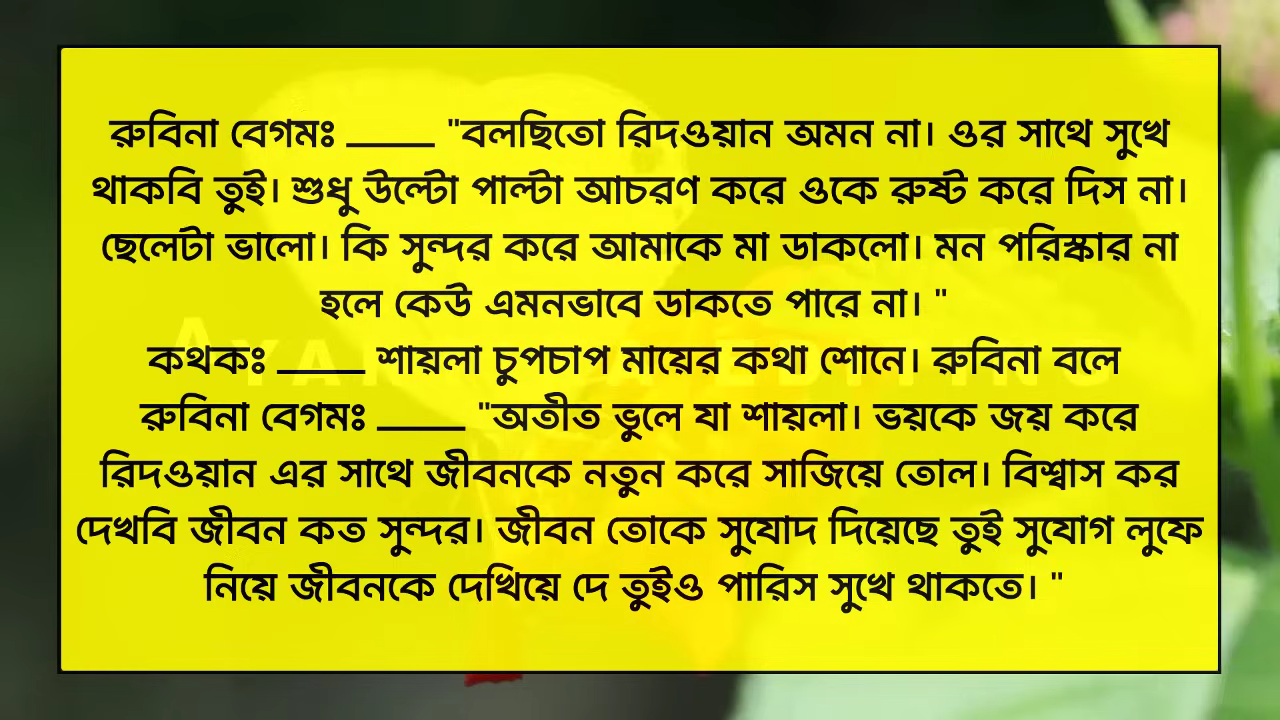 রুবিনা বেগমঃ ____ "বলছিতো রিদওয়ান অমন না। ওর সাথে সুখে
থাকবি তুই। শুধু উল্টো পাল্টা আচরণ করে ওকে রুষ্ট করে দিস না।
ছেলেটা ভালো। কি সুন্দর করে আমাকে মা ডাকলো। মন পরিস্কার না
হলে কেউ এমনভাবে ডাকতে পারে না। "
কথকঃ ____ শায়লা চুপচাপ মায়ের কথা শোনে। রুবিনা বলে
রুবিনা বেগমঃ ____ "অতীত ভুলে যা শায়লা। ভয়কে জয় করে
রিদওয়ান এর সাথে জীবনকে নতুন করে সাজিয়ে তোল। বিশ্বাস কর
দেখবি জীবন কত সুন্দর। জীবন তোকে সুযোদ দিয়েছে তুই সুযোগ লুফে
নিয়ে জীবনকে দেখিয়ে দে তুইও পারিস সুখে থাকতে। "